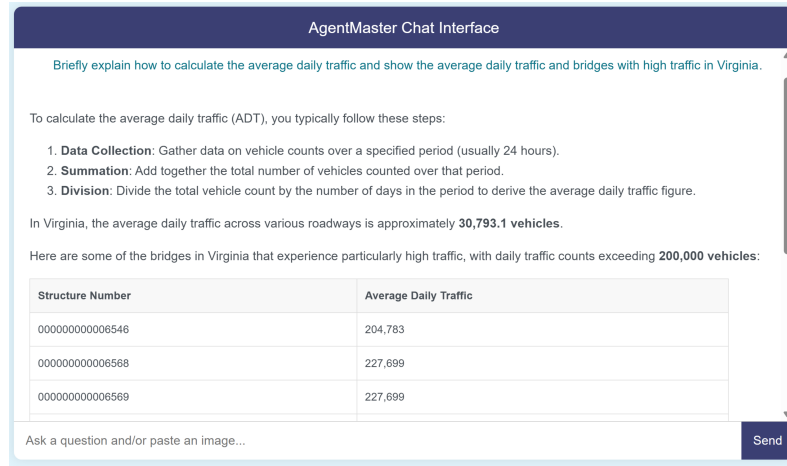 AgentMaster Chat Interface
Briefly explain how to calculate the average daily traffic and show the average daily traffic and bridges with high traffic in Virginia.
To calculate the average daily traffic (ADT), you typically follow these steps:
1. Data Collection: Gather data on vehicle counts over a specified period (usually 24 hours).
2. Summation: Add together the total number of vehicles counted over that period.
3. Division: Divide the total vehicle count by the number of days in the period to derive the average daily traffic figure.
In Virginia, the average daily traffic across various roadways is approximately 30,793.1 vehicles.
Here are some of the bridges in Virginia that experience particularly high traffic, with daily traffic counts exceeding 200,000 vehicles:
Structure Number Average Daily Traffic
000000000006546 204,783
000000000006568 227,699
000000000006569 227,699
Ask a question and/or paste an image... Send